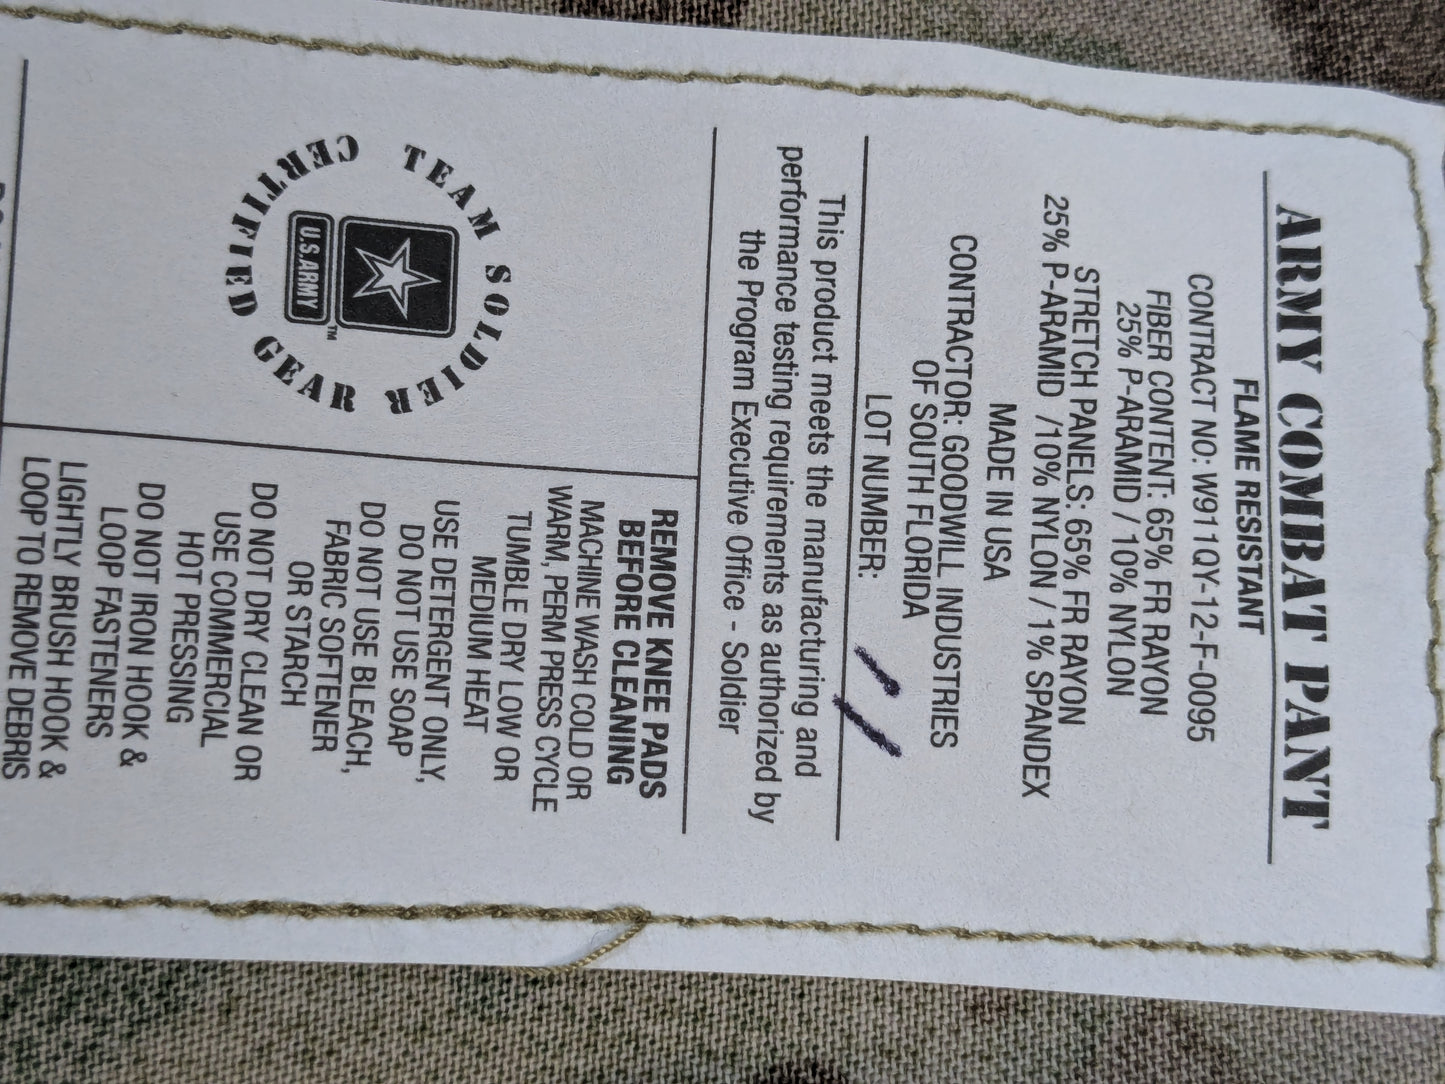 ARMY COMBAT PANT
FLAME RESISTANT
CONTRACT NO: W911QY-12-F-0095
FIBER CONTENT: 65% FR RAYON
25% P-ARAMID / 10% NYLON
STRETCH PANELS: 65% FR RAYON
25% P-ARAMID /10% NYLON / 1% SPANDEX
MADE IN USA
CONTRACTOR: GOODWILL INDUSTRIES
OF SOUTH FLORIDA
LOT NUMBER: 11
This product meets the manufacturing and
performance testing requirements as authorized by
the Program Executive Office - Soldier
TEAM SOLDIER
CERTIFIED GEAR
U.S.ARMY
TM
REMOVE KNEE PADS
BEFORE CLEANING
MACHINE WASH COLD OR
WARM, PERM PRESS CYCLE
TUMBLE DRY LOW OR
MEDIUM HEAT
USE DETERGENT ONLY,
DO NOT USE SOAP
DO NOT USE BLEACH,
FABRIC SOFTENER
OR STARCH
DO NOT DRY CLEAN OR
USE COMMERCIAL
HOT PRESSING
DO NOT IRON HOOK &
LOOP FASTENERS
LIGHTLY BRUSH HOOK &
LOOP TO REMOVE DEBRIS